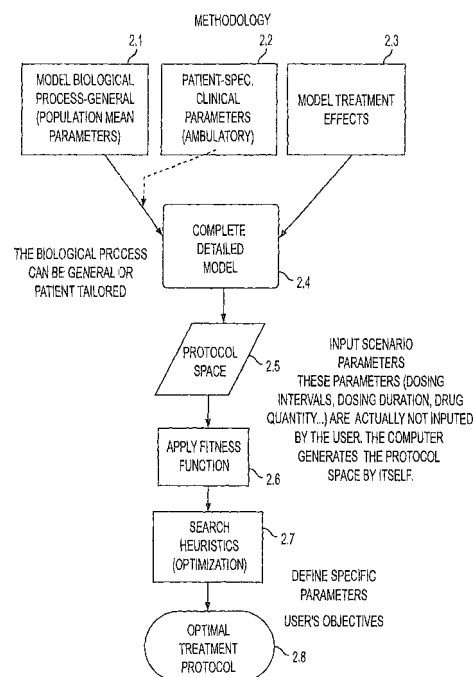 METHODOLOGY
2.1
2.2
2.3
MODEL BIOLOGICAL
PROCESS-GENERAL
(POPULATION MEAN
PARAMETERS)
PATIENT-SPEC,
CLINICAL
PARAMETERS
(AMBULATORY)
MODEL TREATMENT
EFFECTS
THE BIOLOGICAL PROCESS
CAN BE GENERAL OR
PATIENT TAILORED
COMPLETE
DETAILED
MODEL
2.4
PROTOCOL
SPACE
2.5
INPUT SCENARIO
PARAMETERS
THESE PARAMETERS (DOSING
INTERVALS, DOSING DURATION, DRUG
QUANTITY...) ARE ACTUALLY NOT INPUTED
BY THE USER. THE COMPUTER
GENERATES THE PROTOCOL
SPACE BY ITSELF.
APPLY FITNESS
FUNCTION
2.6
SEARCH
HEURISTICS
(OPTIMIZATION)
2.7
DEFINE SPECIFIC
PARAMETERS
USER'S OBJECTIVES
OPTIMAL
TREATMENT
PROTOCOL
2.8